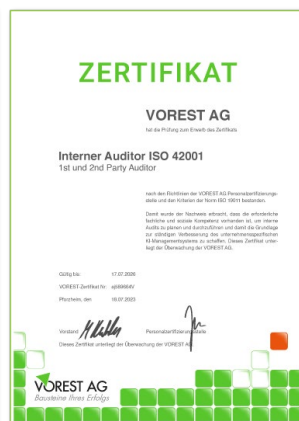 ZERTIFIKAT
VOREST AG
hat die Prüfung zum Erwerb des Zertifikats
Interner Auditor ISO 42001
1st und 2nd Party Auditor
nach den Richtlinien der VOREST AG Personalzertifizierungs-
stelle und den Kriterien der Norm ISO 19011 bestanden.
Damit wurde der Nachweis erbracht, dass die erforderliche
fachliche und soziale Kompetenz vorhanden ist, um interne
Audits zu planen und durchzuführen und damit die Grundlage
zur ständigen Verbesserung des unternehmensspezifischen
KI-Managementsystems zu schaffen. Dieses Zertifikat unter-
liegt der Überwachung der VOREST AG.
Gültig bis: 17.07.2026
VOREST-Zertifikat Nr.
Pforzheim, den 18.07.2023
Vorstand Personalzertifizierungsstelle
Dieses Zertifikat unterliegt der Überwachung der VOREST AG
VOREST AG
Bausteine Ihres Erfolgs